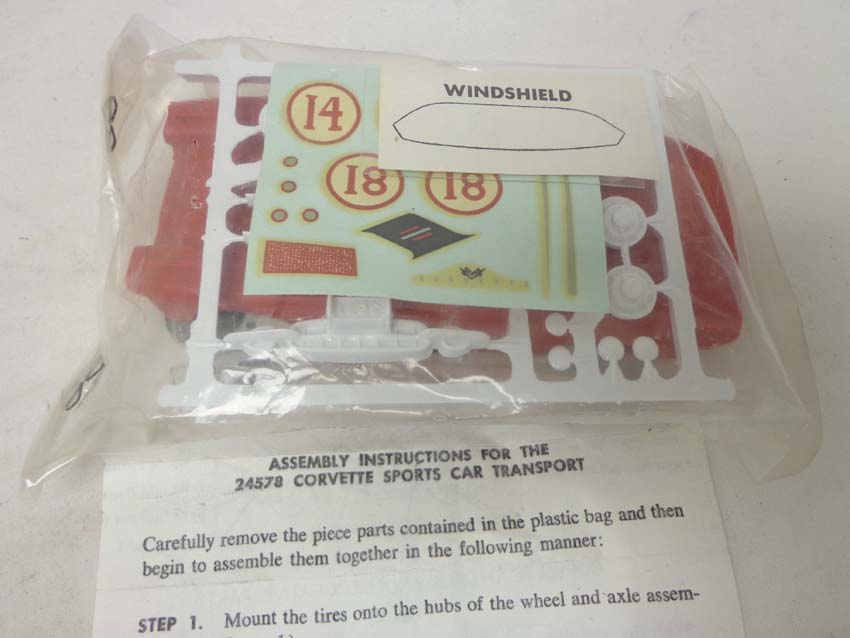 WINDSHIELD
14
18
18
CORVETTE
ASSEMBLY INSTRUCTIONS FOR THE
24578 CORVETTE SPORTS CAR TRANSPORT
Carefully remove the piece parts contained in the plastic bag and then
begin to assemble them together in the following manner:
STEP 1. Mount the tires onto the hubs of the wheel and axle assem-